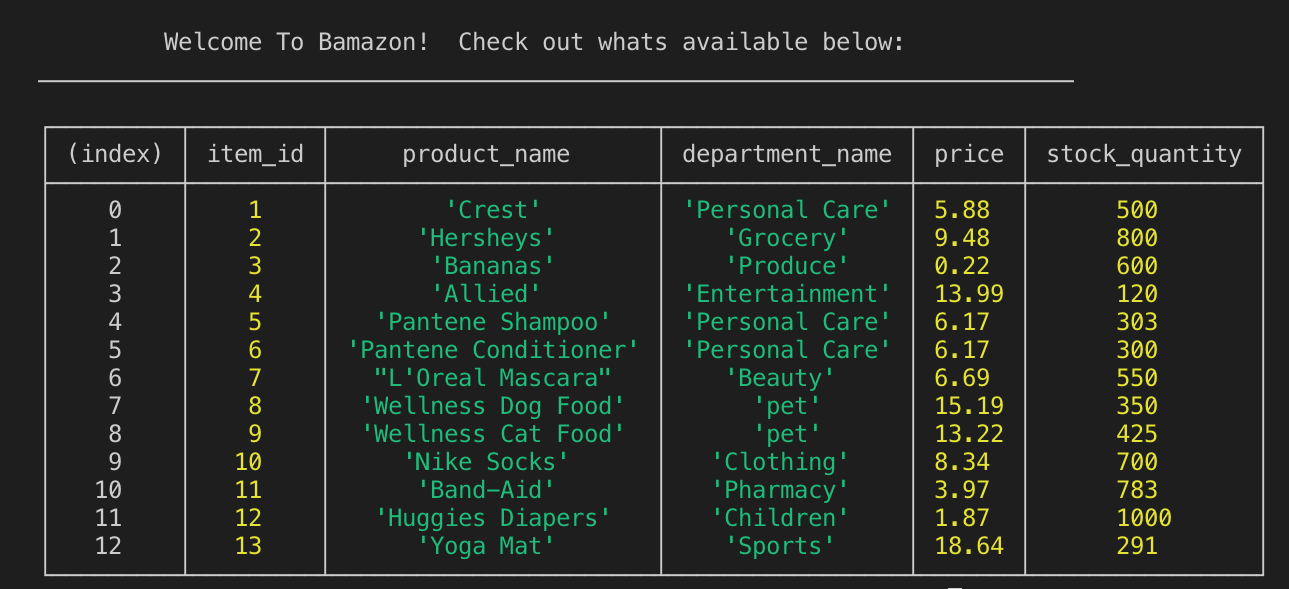 Welcome To Bamazon!  Check out whats available below:
(index) item_id product_name department_name price stock_quantity
0 1 'Crest' 'Personal Care' 5.88 500
1 2 'Hersheys' 'Grocery' 9.48 800
2 3 'Bananas' 'Produce' 0.22 600
3 4 'Allied' 'Entertainment' 13.99 120
4 5 'Pantene Shampoo' 'Personal Care' 6.17 303
5 6 'Pantene Conditioner' 'Personal Care' 6.17 300
6 7 "L'Oreal Mascara" 'Beauty' 6.69 550
7 8 'Wellness Dog Food' 'pet' 15.19 350
8 9 'Wellness Cat Food' 'pet' 13.22 425
9 10 'Nike Socks' 'Clothing' 8.34 700
10 11 'Band-Aid' 'Pharmacy' 3.97 783
11 12 'Huggies Diapers' 'Children' 1.87 1000
12 13 'Yoga Mat' 'Sports' 18.64 291